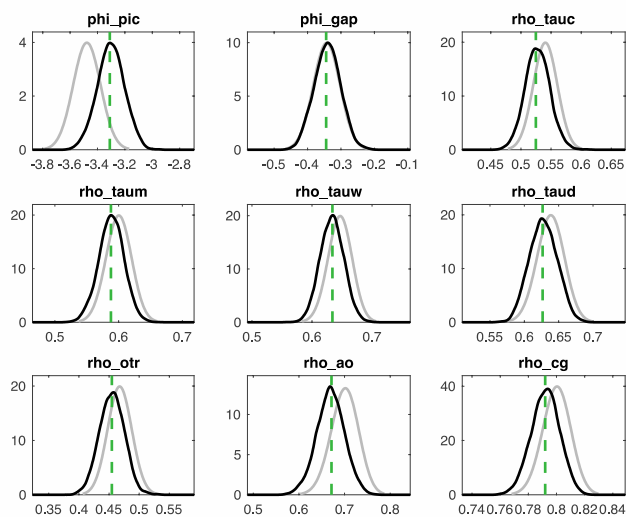 phi_pic phi_gap rho_tauc
4 10 20
2 5 10
0 0 0
-3.8 -3.6 -3.4 -3.2 -3 -2.8 -0.5 -0.4 -0.3 -0.2 -0.1 0.45 0.5 0.55 0.6 0.65
rho_taum rho_tauw rho_taud
20 20 20
10 10 10
0 0 0
0.5 0.6 0.7 0.5 0.6 0.7 0.55 0.6 0.65 0.7
rho_otr rho_ao rho_cg
20 10 40
10 5 20
0 0 0
0.35 0.4 0.45 0.5 0.55 0.5 0.6 0.7 0.8 0.74 0.76 0.78 0.8 0.82 0.84